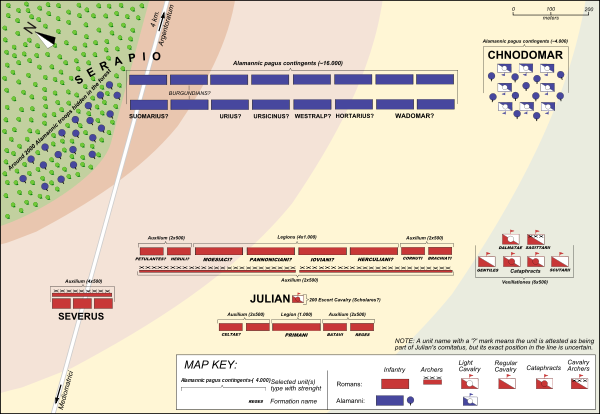 N
4 km.
Argentoratum
0
100
200
meters
SERAPIO
Around 2000 Alamannic troops hidden in the forest
Alamannic pagus contingents (~16.000)
BURGUNDIANS?
SUOMARIUS?
URIUS?
URSICINUS?
WESTRALP?
HORTARIUS?
WADOMAR?
Alamannic pagus contingents (~4.000)
CHNODOMAR
Auxilium (2x500)
Legions (4x1.000)
Auxilium (2x500)
PETULANTES?
HERULI?
MOESIACI?
PANNONICIANI?
IOVIANI?
HERCULIANI?
CORNUTI
BRACHIATI
Auxilium (2x500)
DALMATAE
SAGITTARII
GENTILES
Cataphracts
SCUTARII
Vexillationes (6x500)
Auxilium (4x500)
SEVERUS
JULIAN
200 Escort Cavalry (Scholares?)
Auxilium (2x500)
Legion (1.000)
Auxilium (2x500)
CELTAE?
PRIMANI
BATAVI
REGES
Mediomatrici
NOTE: A unit name with a "?" mark means the unit is attested as being
part of Julian's comitatus, but its exact position in the line is uncertain.
MAP KEY:
Alamannic pagus contingents(~4.000)
Selected unit(s)
type with strenght
REGES
Formation name
Infantry
Archers
Light
Cavalry
Regular
Cavalry
Cataphracts
Cavalry
Archers
Romans:
Alamanni: